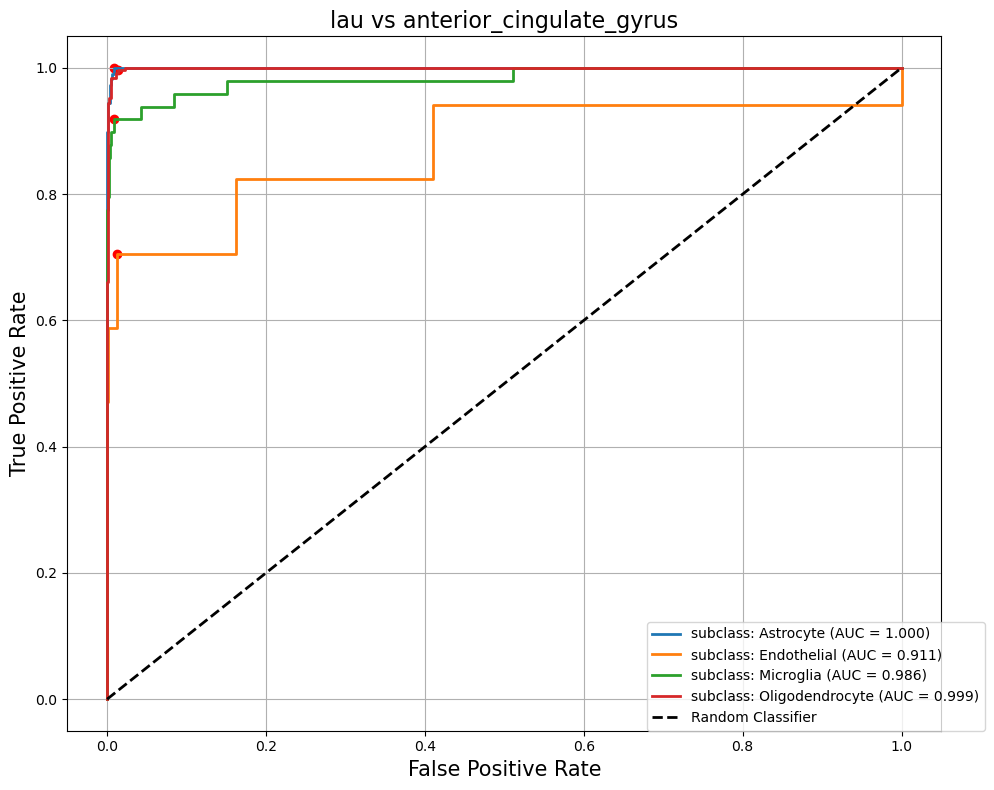 lau vs anterior_cingulate_gyrus
True Positive Rate
1.0
0.8
0.6
0.4
0.2
0.0
subclass: Astrocyte (AUC = 1.000)
subclass: Endothelial (AUC = 0.911)
subclass: Microglia (AUC = 0.986)
subclass: Oligodendrocyte (AUC = 0.999)
Random Classifier
0.0 0.2 0.4 0.6 0.8 1.0
False Positive Rate